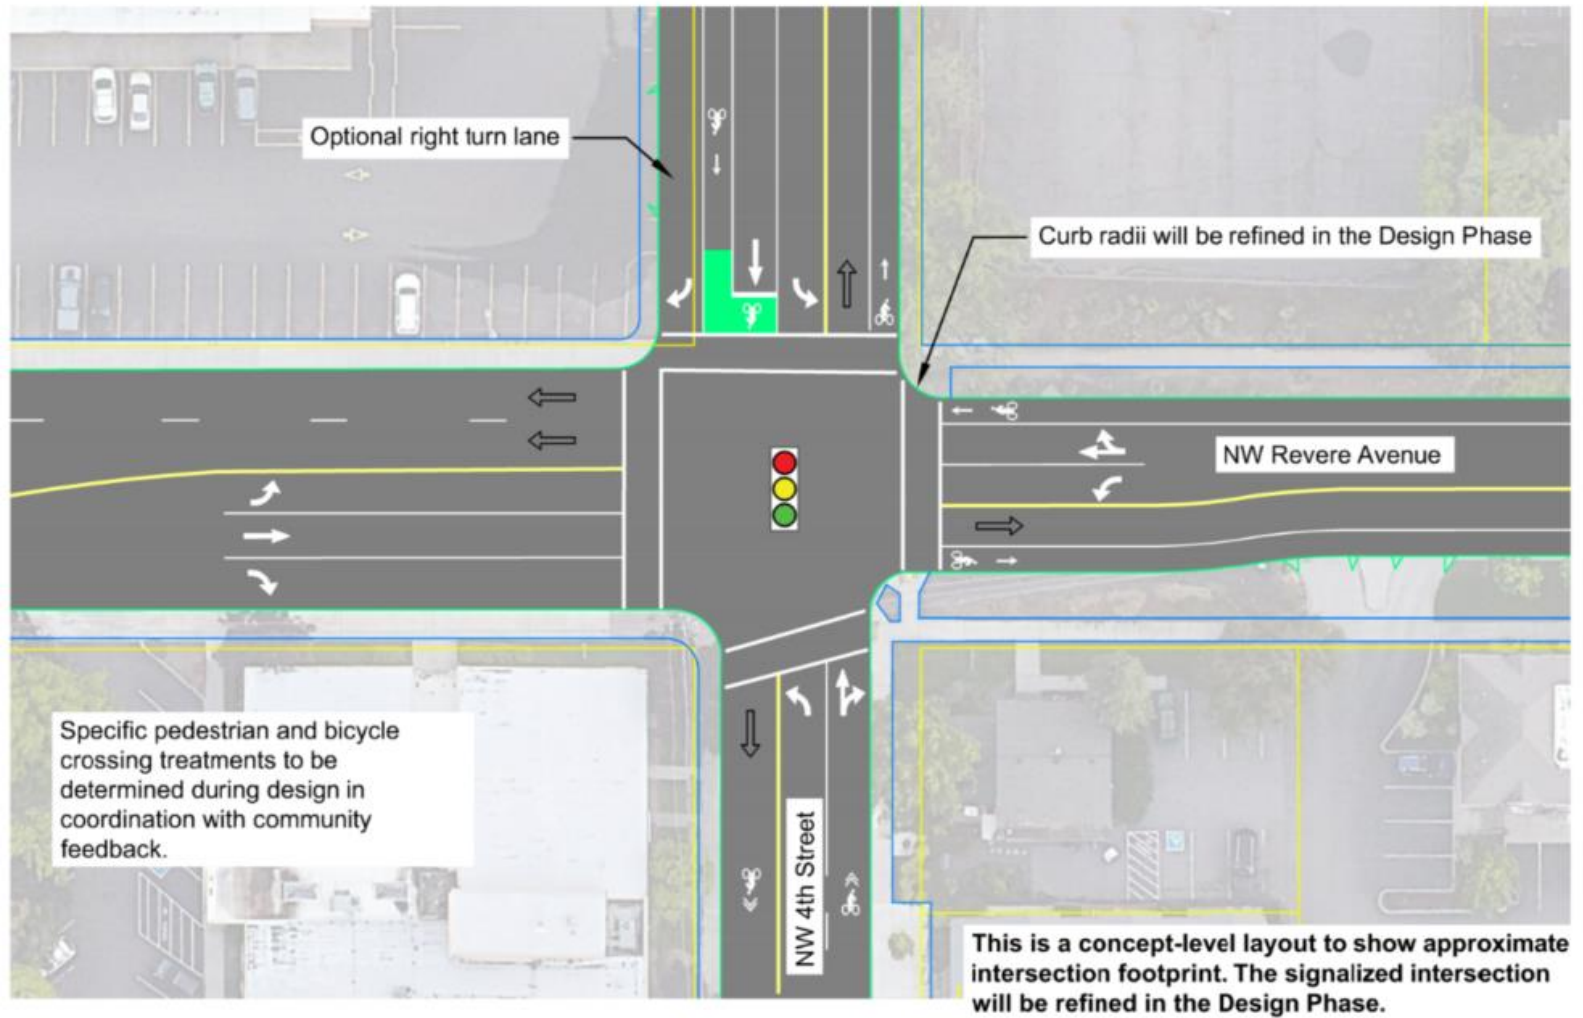 Optional right turn lane
Curb radii will be refined in the Design Phase
NW Revere Avenue
Specific pedestrian and bicycle
crossing treatments to be
determined during design in
coordination with community
feedback.
NW 4th Street
This is a concept-level layout to show approximate
intersection footprint. The signalized intersection
will be refined in the Design Phase.